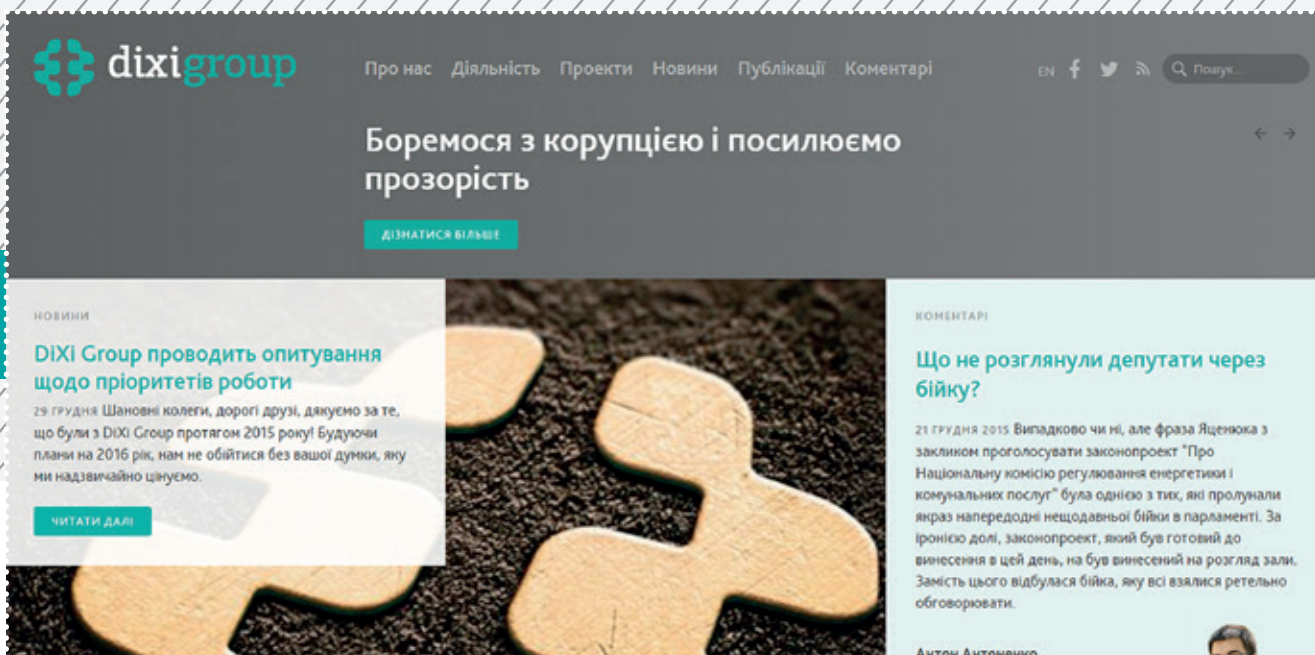 dixigroup
Про нас Діяльність Проекти Новини Публікації Коментарі
EN
Пошук...
Боремося з корупцією і посилюємо
прозорість
ДІЗНАТИСЯ БІЛЬШЕ
НОВИНИ
DiXi Group проводить опитування
щодо пріоритетів роботи
29 ГРУДНЯ Шановні колеги, дорогі друзі, дякуємо за те,
що були з DiXi Group протягом 2015 року! Будуючи
плани на 2016 рік, нам не обійтися без вашої думки, яку
ми надзвичайно цінуємо.
ЧИТАТИ ДАЛІ
КОМЕНТАРІ
Що не розглянули депутати через
бійку?
21 ГРУДНЯ 2015 Випадково чи ні, але фраза Яценюка з
закликом проголосувати законопроект "Про
Національну комісію регулювання енергетики і
комунальних послуг" була однією з тих, які пролунали
якраз напередодні нещодавньої бійки в парламенті. За
іронією долі, законопроект, який був готовий до
винесення в цей день, на був винесений на розгляд зали.
Замість цього відбулася бійка, яку всі взялися ретельно
обговорювати.
Антон Антоненко